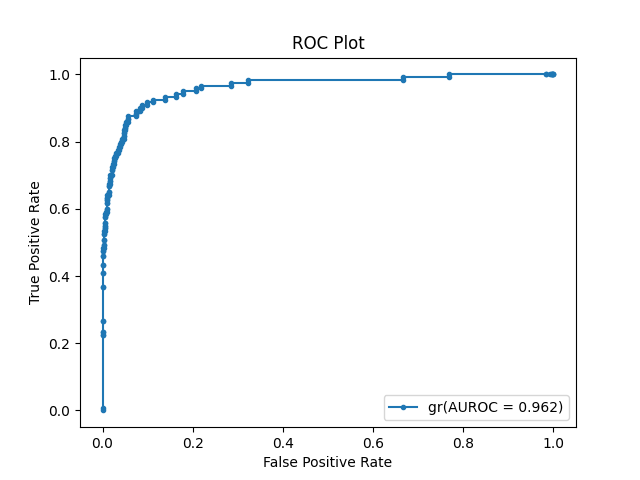 ROC Plot
True Positive Rate
1.0
0.8
0.6
0.4
0.2
0.0
gr(AUROC = 0.962)
0.0 0.2 0.4 0.6 0.8 1.0
False Positive Rate